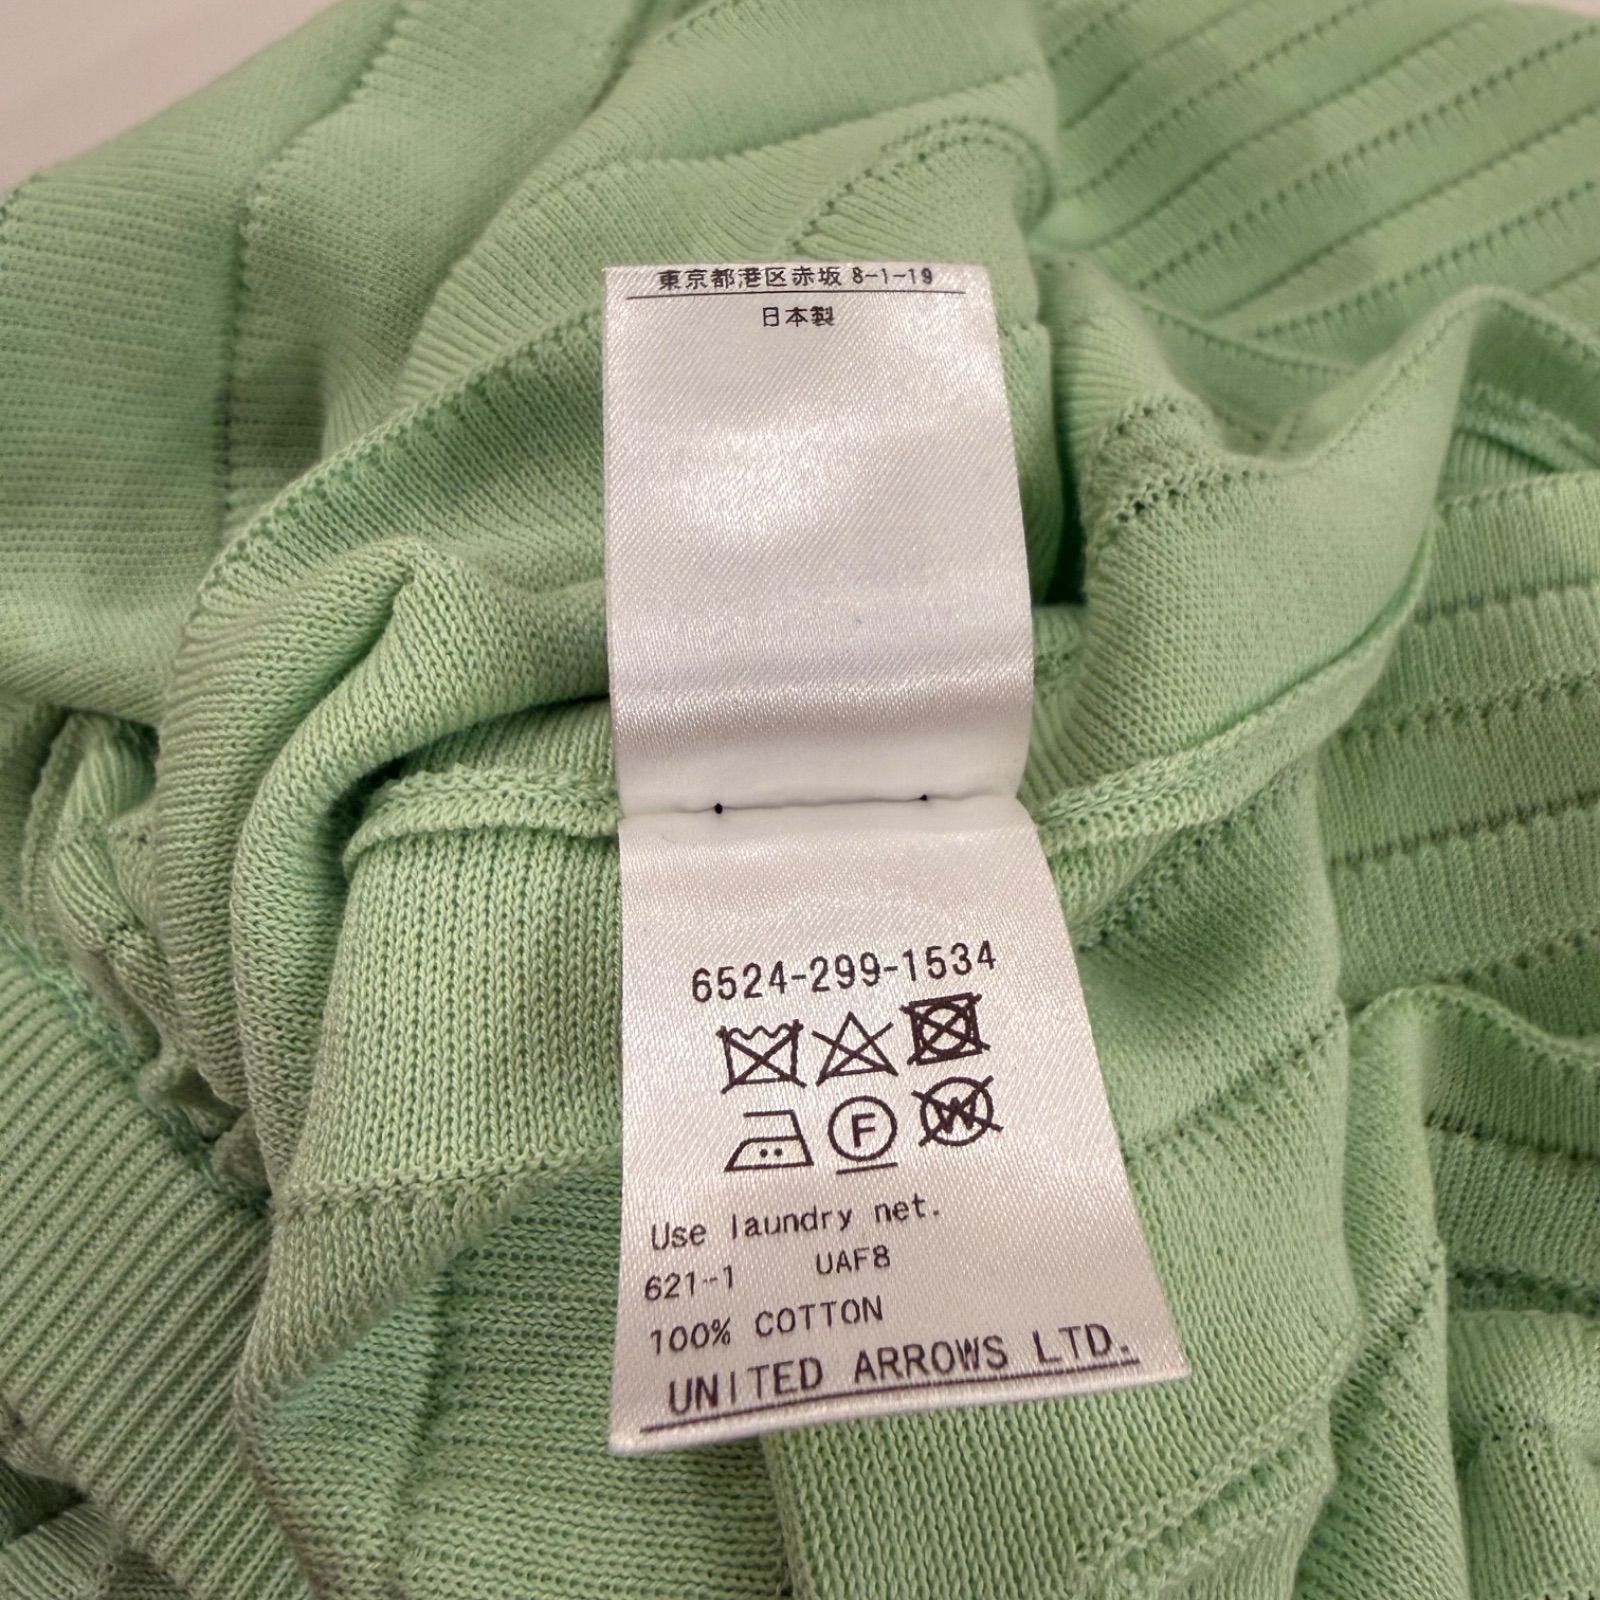 東京都港区赤坂 8-1-19
日本製
6524-299-1534
F W
Use laundry net.
621-1 UAF8
100% COTTON
UNITED ARROWS LTD.